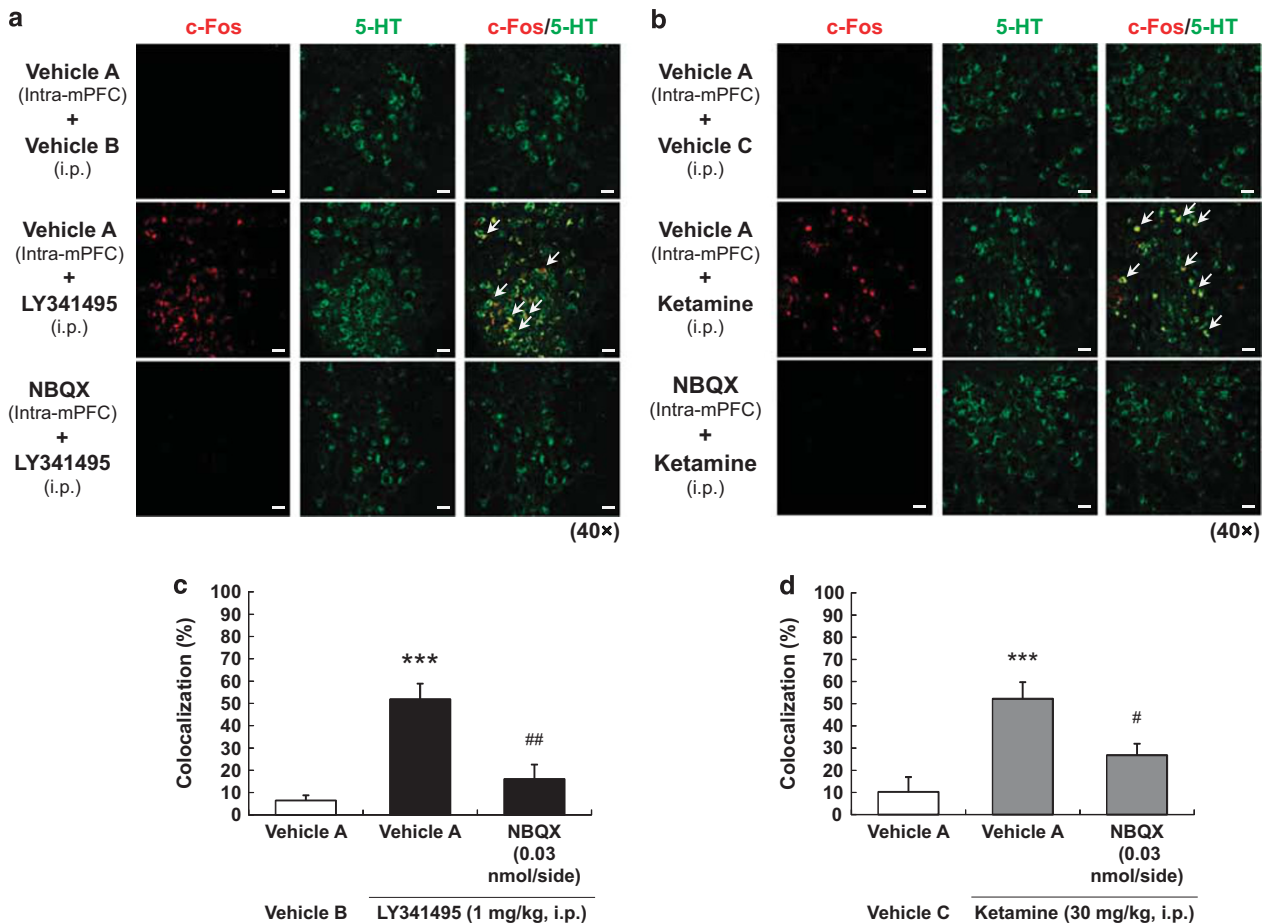 a
c-Fos 5-HT c-Fos/5-HT
Vehicle A
(Intra-mPFC)
+
Vehicle B
(i.p.)
Vehicle A
(Intra-mPFC)
+
LY341495
(i.p.)
NBQX
(Intra-mPFC)
+
LY341495
(i.p.)
(40×)
b
c-Fos 5-HT c-Fos/5-HT
Vehicle A
(Intra-mPFC)
+
Vehicle C
(i.p.)
Vehicle A
(Intra-mPFC)
+
Ketamine
(i.p.)
NBQX
(Intra-mPFC)
+
Ketamine
(i.p.)
(40×)
c
Colocalization (%)
100
90
80
70
60
50
40
30
20
10
0
***
##
Vehicle A Vehicle A NBQX
(0.03
nmol/side)
Vehicle B LY341495 (1 mg/kg, i.p.)
d
Colocalization (%)
100
90
80
70
60
50
40
30
20
10
0
***
#
Vehicle A Vehicle A NBQX
(0.03
nmol/side)
Vehicle C Ketamine (30 mg/kg, i.p.)